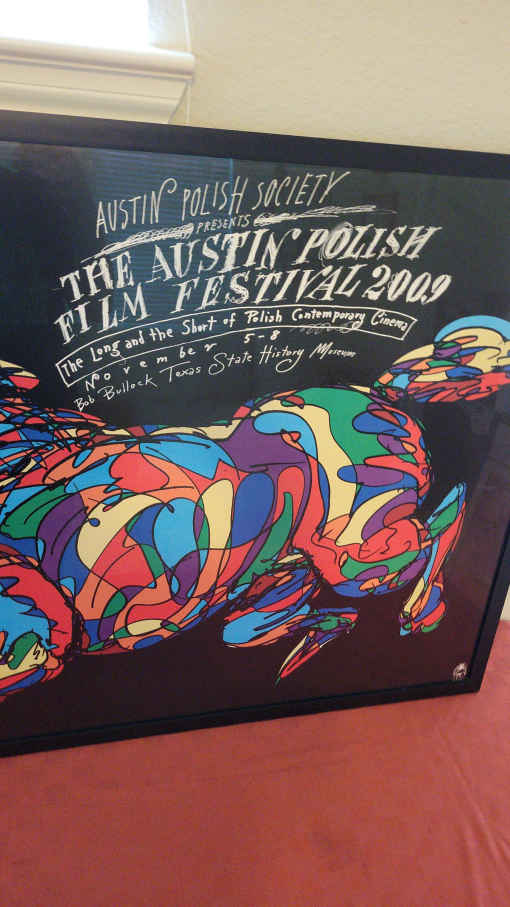 AUSTIN POLISH SOCIETY
PRESENTS
THE AUSTIN POLISH
FILM FESTIVAL 2009
The Long and the Short of Polish Contemporary Cinema
November 5-8
Bob Bullock Texas State History Museum